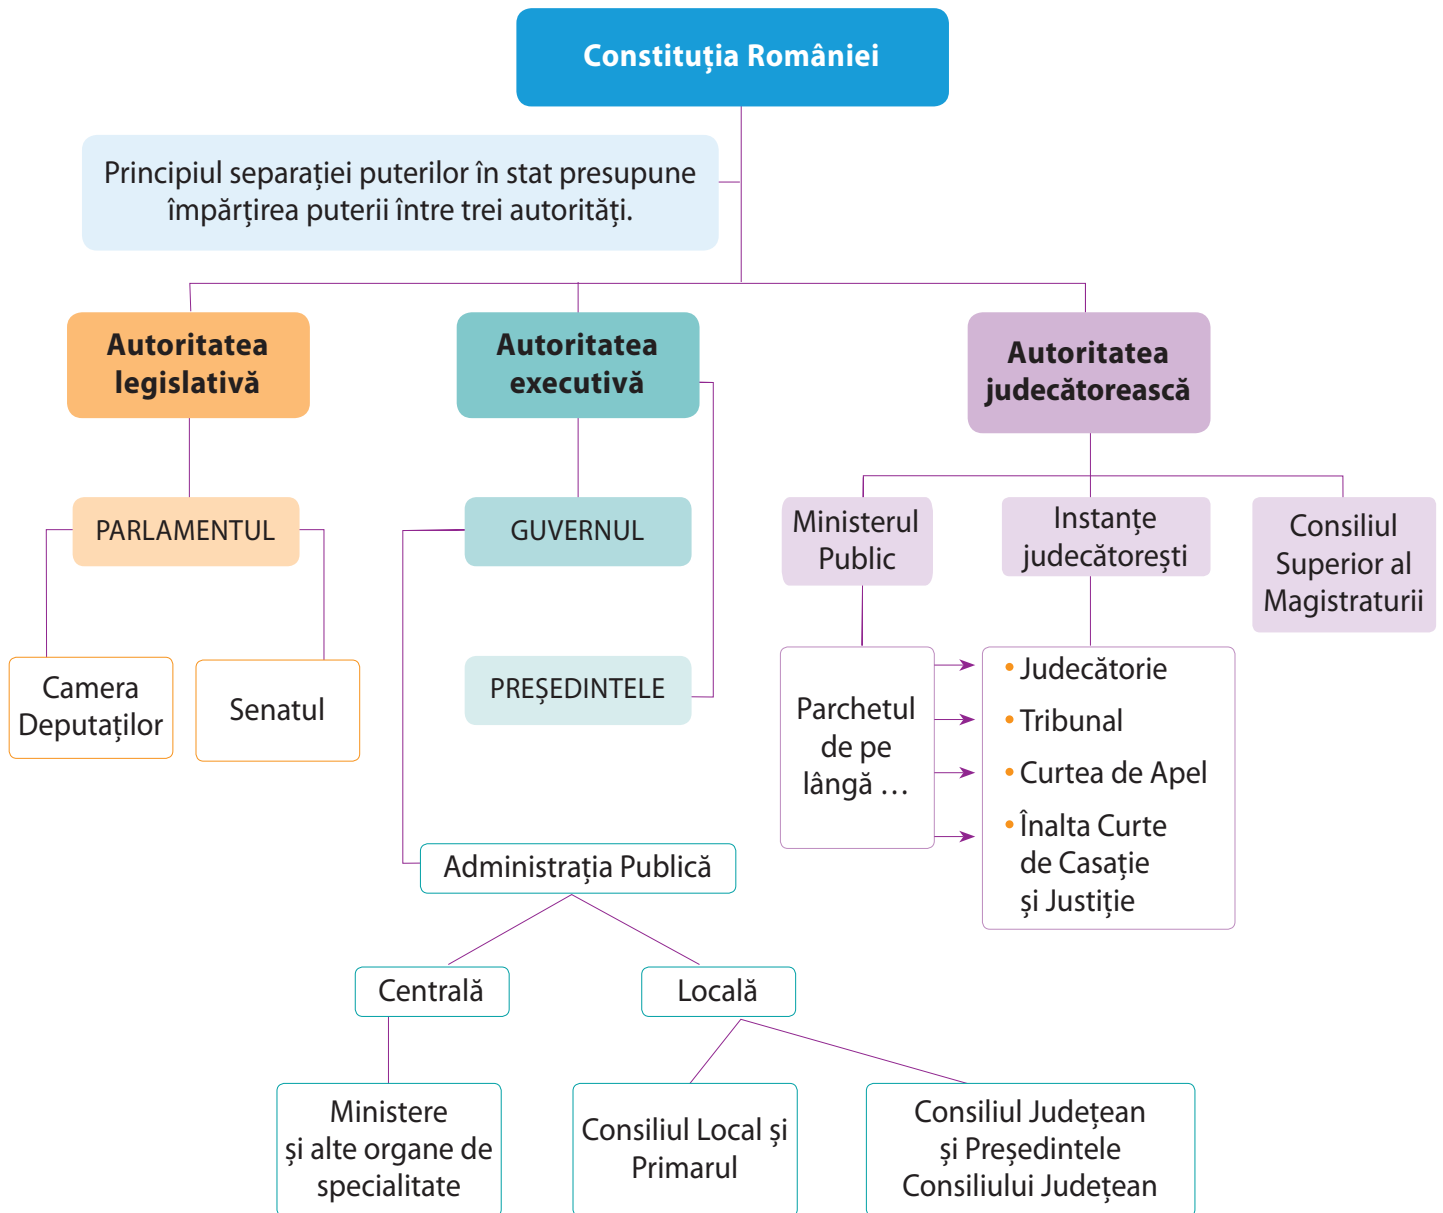 Constituția României
Principiul separației puterilor în stat presupune
împărțirea puterii între trei autorități.
Autoritatea
legislativă
Autoritatea
executivă
Autoritatea
judecătorească
PARLAMENTUL
GUVERNUL
Ministerul
Public
Instanțe
judecătorești
Consiliul
Superior al
Magistraturii
Camera
Deputaților
Senatul
PREȘEDINTELE
Parchetul
de pe
lângă …
• Judecătorie
• Tribunal
• Curtea de Apel
• Înalta Curte
de Casație
și Justiție
Administrația Publică
Centrală
Locală
Ministere
și alte organe de
specialitate
Consiliul Local și
Primarul
Consiliul Județean
și Președintele
Consiliului Județean